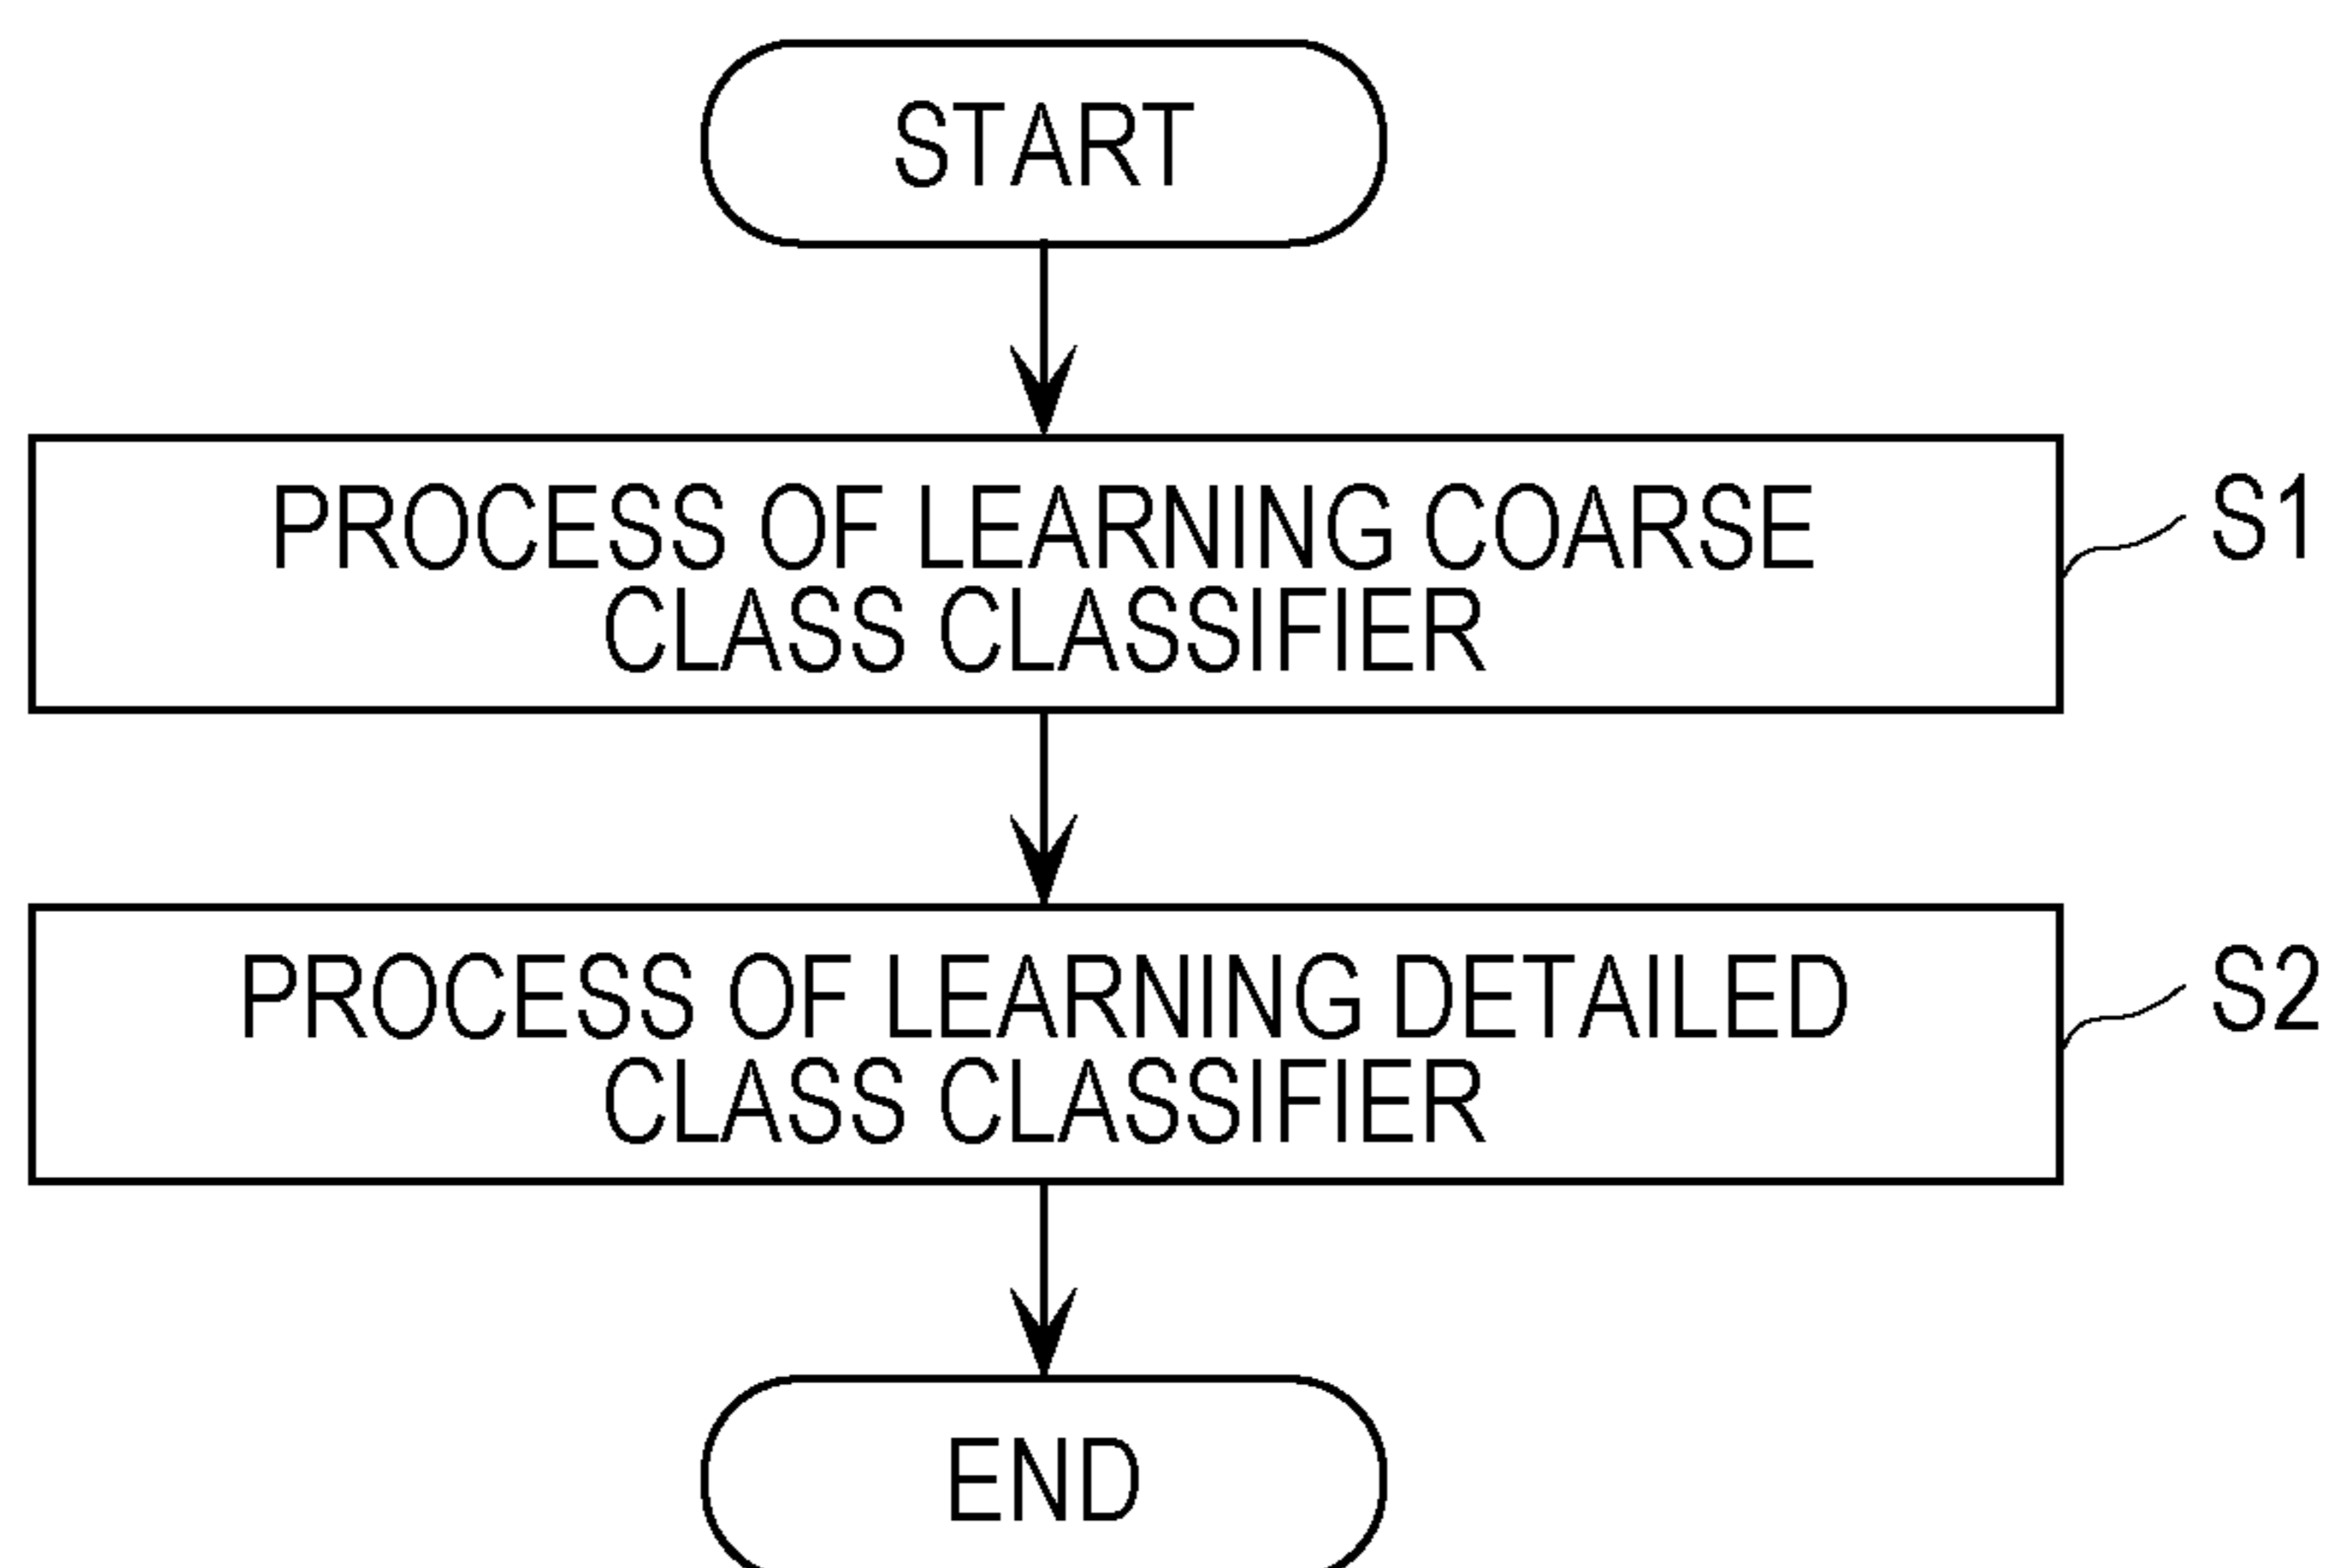 START
PROCESS OF LEARNING COARSE
CLASS CLASSIFIER
S1
PROCESS OF LEARNING DETAILED
CLASS CLASSIFIER
S2
END